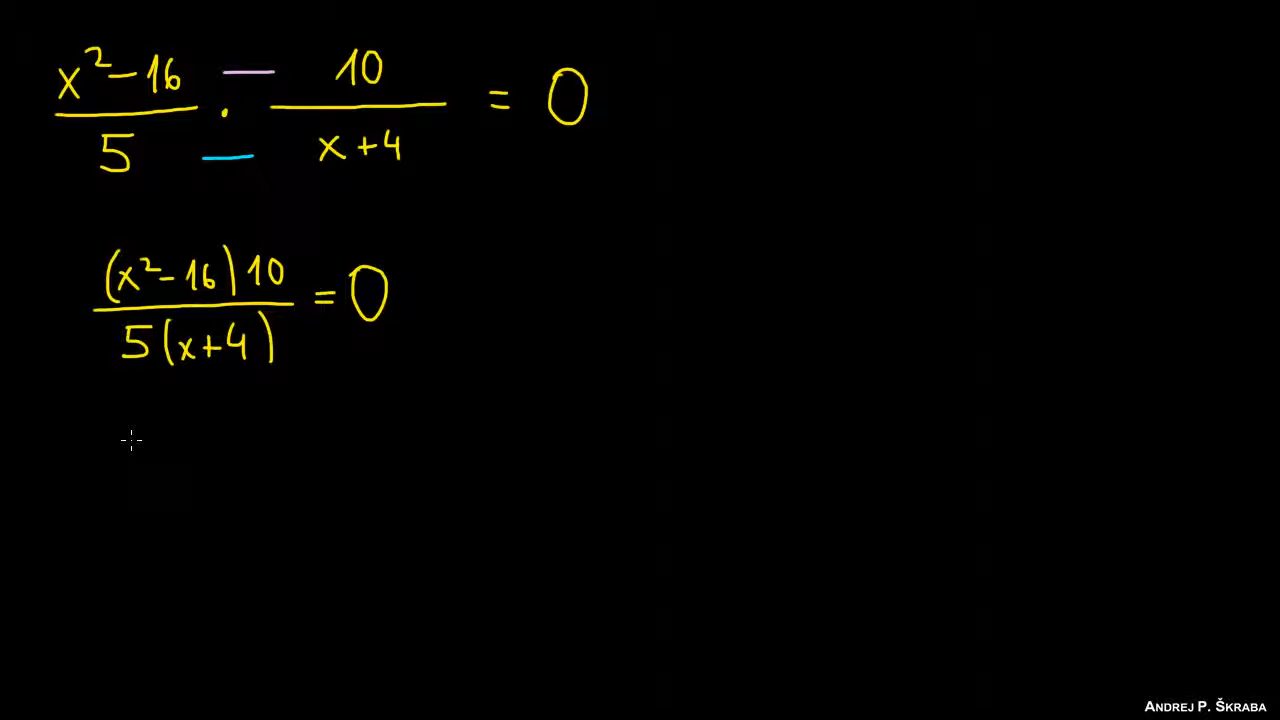 x²-16/5 · 10/x+4 = 0
(x²-16)10/5(x+4) = 0
ANDREJ P. ŠKRABA